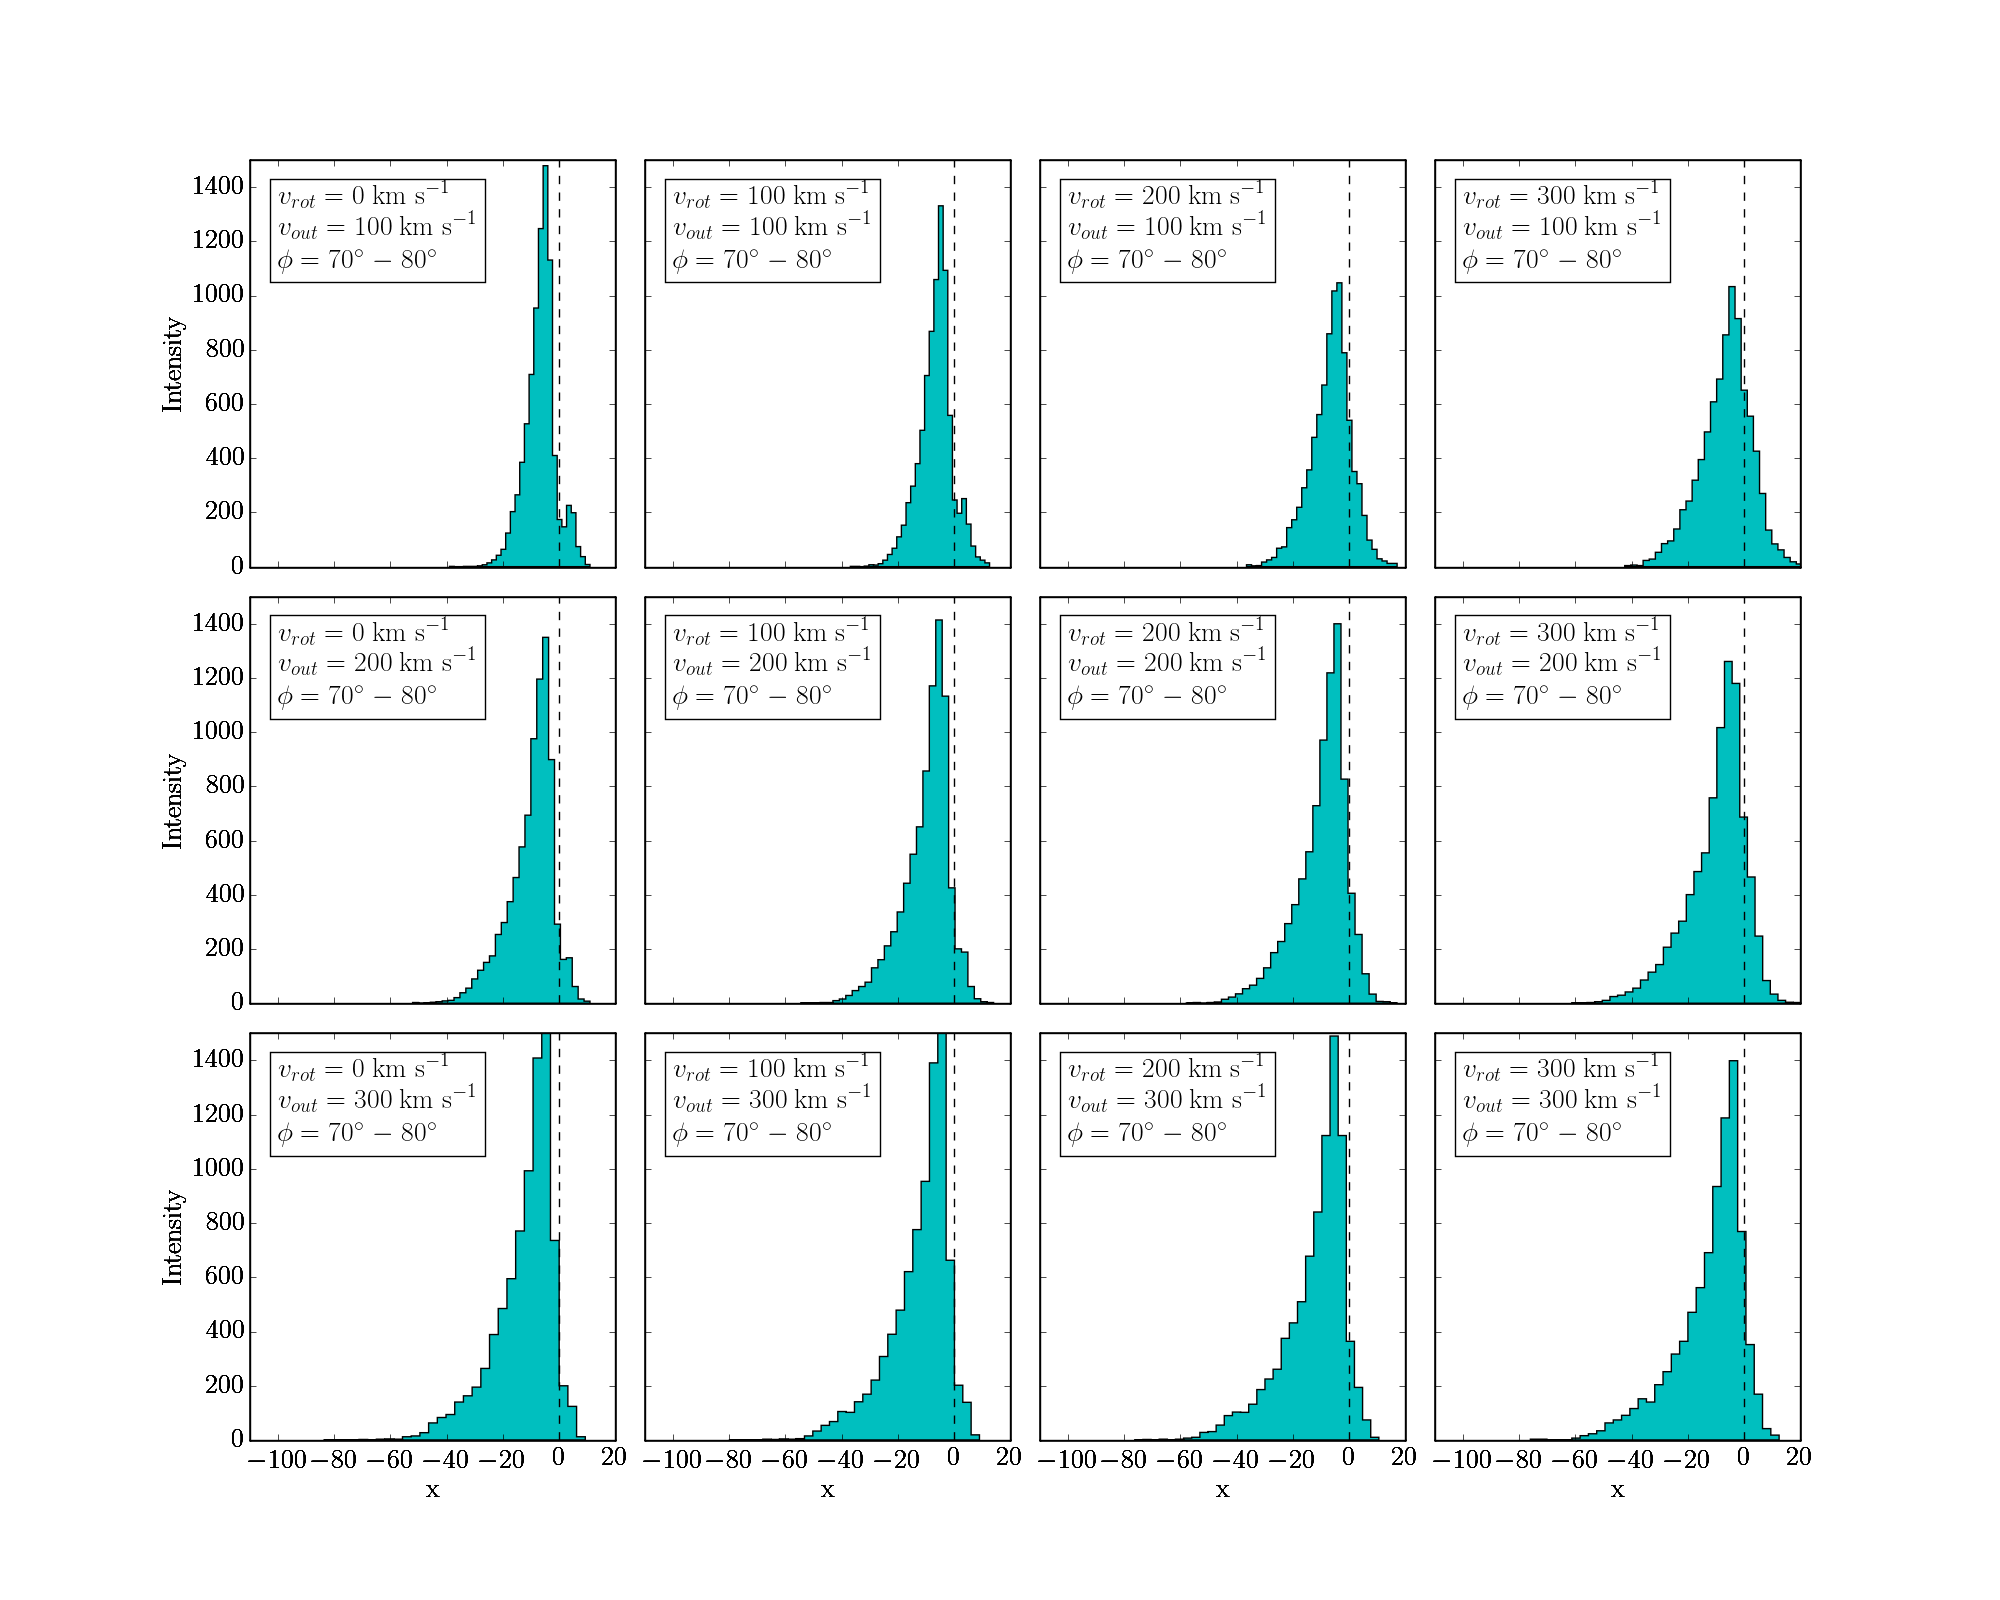 1400
1200
1000
800
600
400
200
0
Intensity
v_rot = 0 km s⁻¹
v_out = 100 km s⁻¹
ϕ = 70° − 80°
v_rot = 100 km s⁻¹
v_out = 100 km s⁻¹
ϕ = 70° − 80°
v_rot = 200 km s⁻¹
v_out = 100 km s⁻¹
ϕ = 70° − 80°
v_rot = 300 km s⁻¹
v_out = 100 km s⁻¹
ϕ = 70° − 80°
1400
1200
1000
800
600
400
200
0
Intensity
v_rot = 0 km s⁻¹
v_out = 200 km s⁻¹
ϕ = 70° − 80°
v_rot = 100 km s⁻¹
v_out = 200 km s⁻¹
ϕ = 70° − 80°
v_rot = 200 km s⁻¹
v_out = 200 km s⁻¹
ϕ = 70° − 80°
v_rot = 300 km s⁻¹
v_out = 200 km s⁻¹
ϕ = 70° − 80°
1400
1200
1000
800
600
400
200
0
Intensity
v_rot = 0 km s⁻¹
v_out = 300 km s⁻¹
ϕ = 70° − 80°
v_rot = 100 km s⁻¹
v_out = 300 km s⁻¹
ϕ = 70° − 80°
v_rot = 200 km s⁻¹
v_out = 300 km s⁻¹
ϕ = 70° − 80°
v_rot = 300 km s⁻¹
v_out = 300 km s⁻¹
ϕ = 70° − 80°
−100 −80 −60 −40 −20 0 20
x
−100 −80 −60 −40 −20 0 20
x
−100 −80 −60 −40 −20 0 20
x
−100 −80 −60 −40 −20 0 20
x